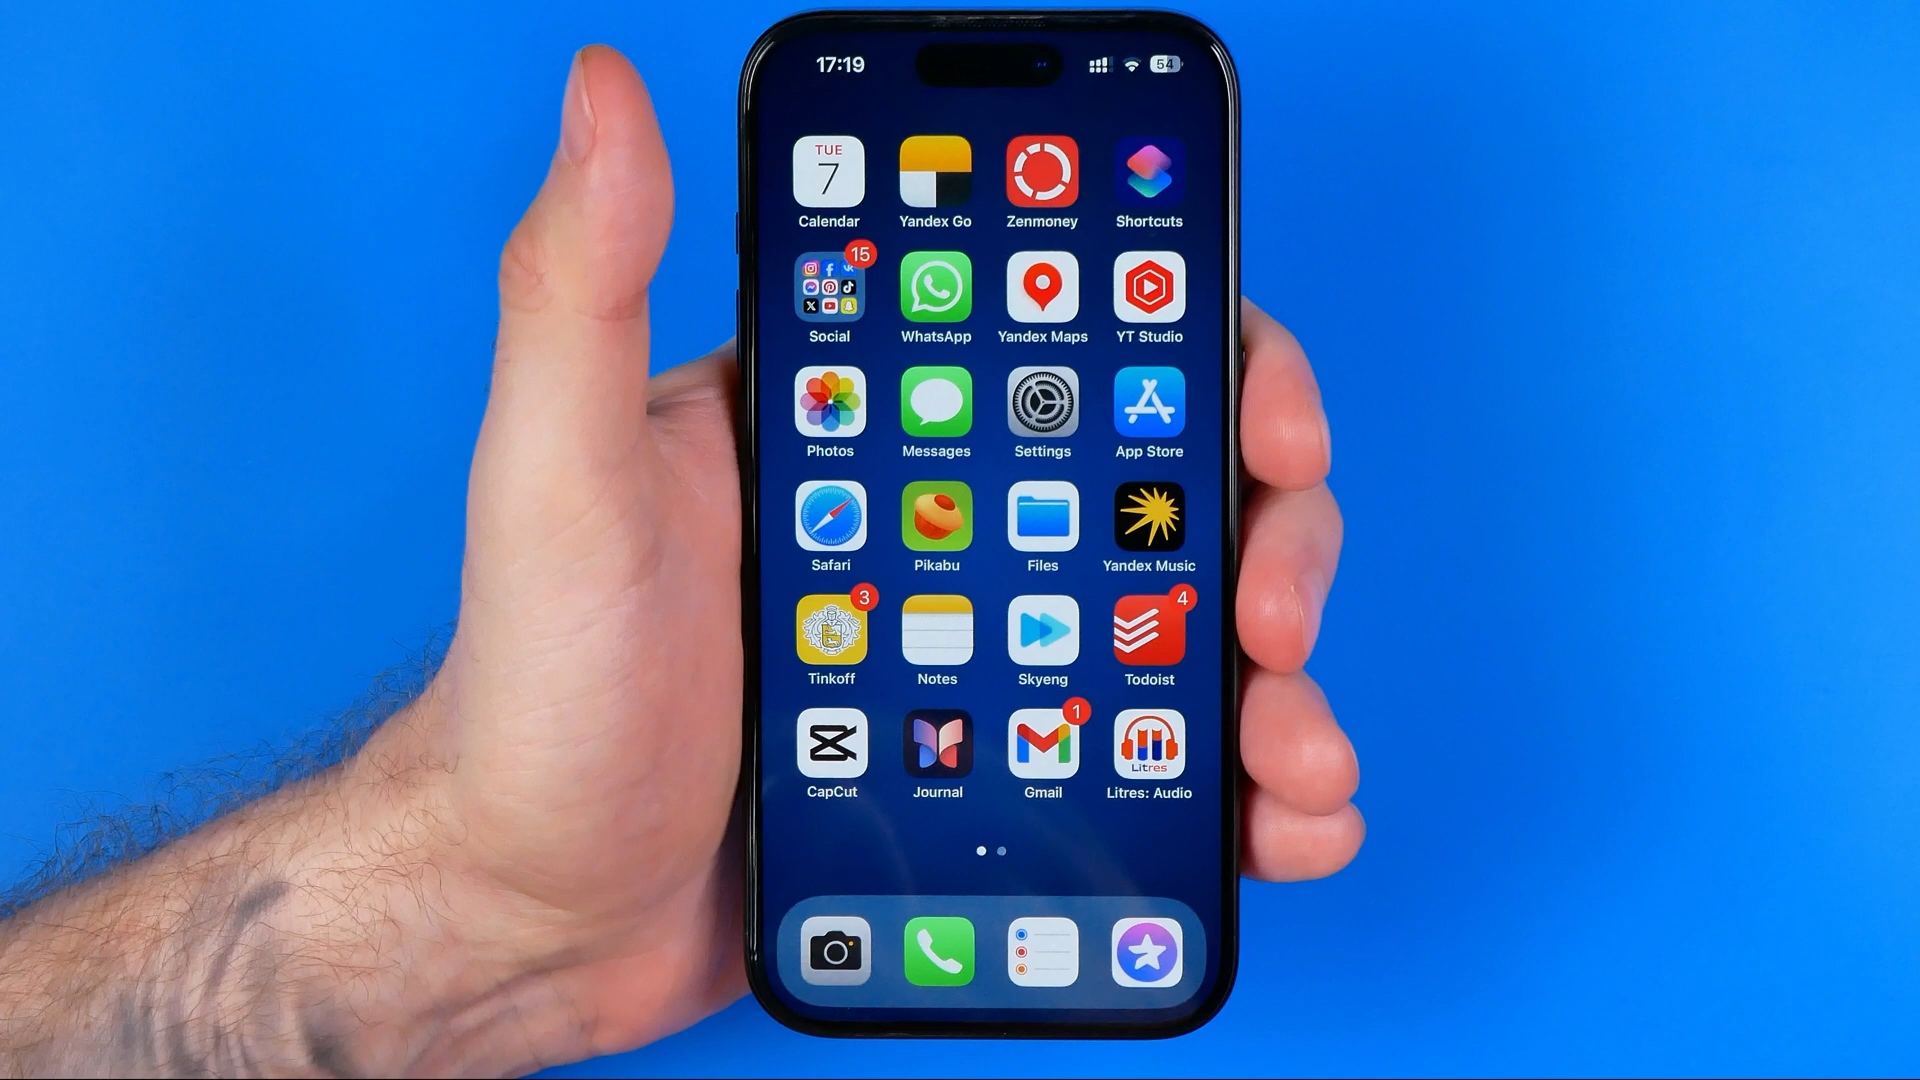 17:19 54
TUE
7
Calendar Yandex Go Zenmoney Shortcuts
15
Social WhatsApp Yandex Maps YT Studio
Photos Messages Settings App Store
Safari Pikabu Files Yandex Music
3 4
Tinkoff Notes Skyeng Todoist
1
Litres
CapCut Journal Gmail Litres: Audio